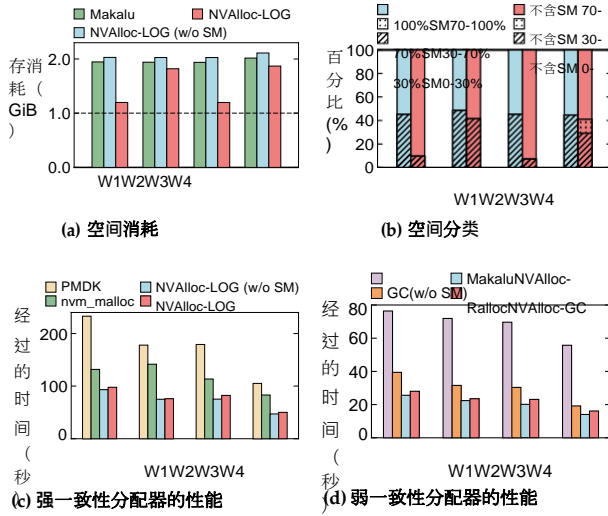 Makalu NVAlloc-LOG
NVAlloc-LOG (w/o SM)
存消耗（GiB）
2.0
1.0
0.0
W1W2W3W4
(a) 空间消耗
不含SM 70-
100%SM70-100%
不含SM 30-
70%SM30-70%
不含SM 0-
30%SM0-30%
百分比(%)
100
80
60
40
20
0
W1W2W3W4
(b) 空间分类
PMDK NVAlloc-LOG (w/o SM)
nvm_malloc NVAlloc-LOG
经过的时间（秒）
200
100
0
W1W2W3W4
(c) 强一致性分配器的性能
MakaluNVAlloc-
GC(w/o SM)
RallocNVAlloc-GC
经过的时间（秒）
80
60
40
20
0
W1W2W3W4
(d) 弱一致性分配器的性能